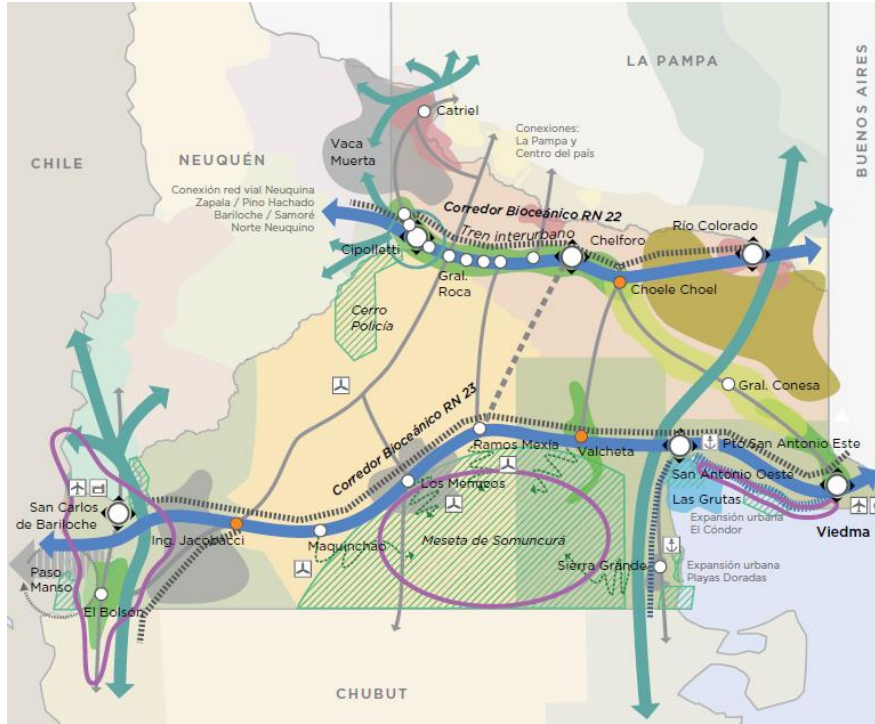 LA PAMPA
BUENOS AIRES
CHILE
NEUQUÉN
Catriel
Vaca
Muerta
Conexiones:
La Pampa y
Centro del país
Conexión red vial Neuquina
Zapala / Pino Hachado
Bariloche / Samoré
Norte Neuquino
Corredor Bioceánico RN 22
Tren interurbano
Río Colorado
Chelforo
Cipolletti
Gral.
Roca
Choele Choel
Cerro
Policía
Gral. Conesa
Corredor Bioceánico RN 23
Ramos Mexía
Valcheta
Pto San Antonio Este
San Antonio Oeste
Las Grutas
Expansión urbana
El Cóndor
Viedma
Los Menucos
San Carlos
de Bariloche
Ing. Jacobacci
Maquinchao
Meseta de Somuncurá
Sierra Grande
Expansión urbana
Playas Doradas
Paso
Manso
El Bolsón
CHUBUT